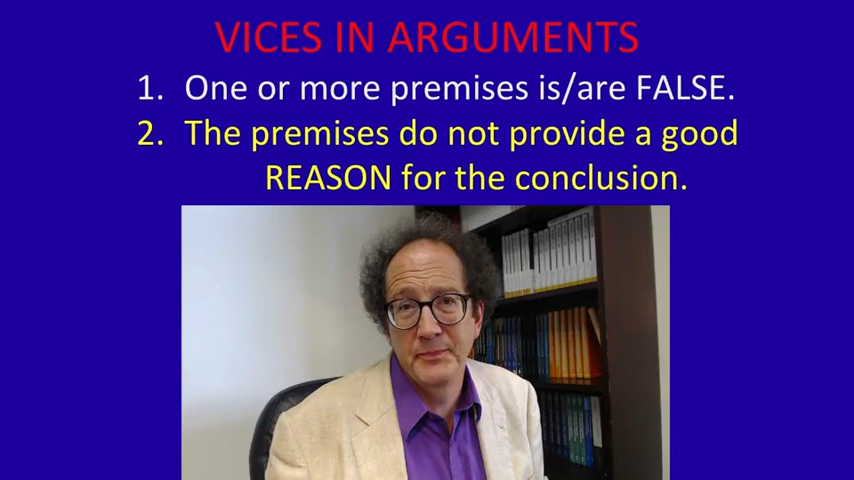 VICES IN ARGUMENTS
1. One or more premises is/are FALSE.
2. The premises do not provide a good
REASON for the conclusion.